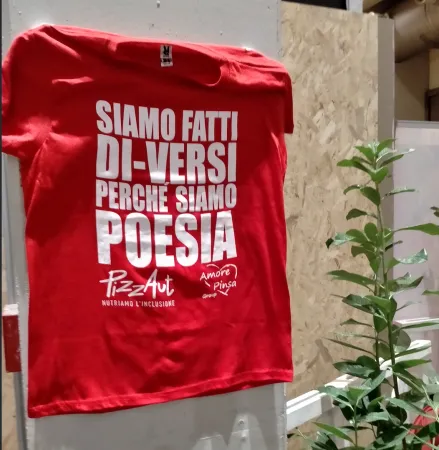 SIAMO FATTI
DI-VERSI
PERCHÉ SIAMO
POESIA
PizzAut
NUTRIAMO L'INCLUSIONE
Amore
Pinsa
Group